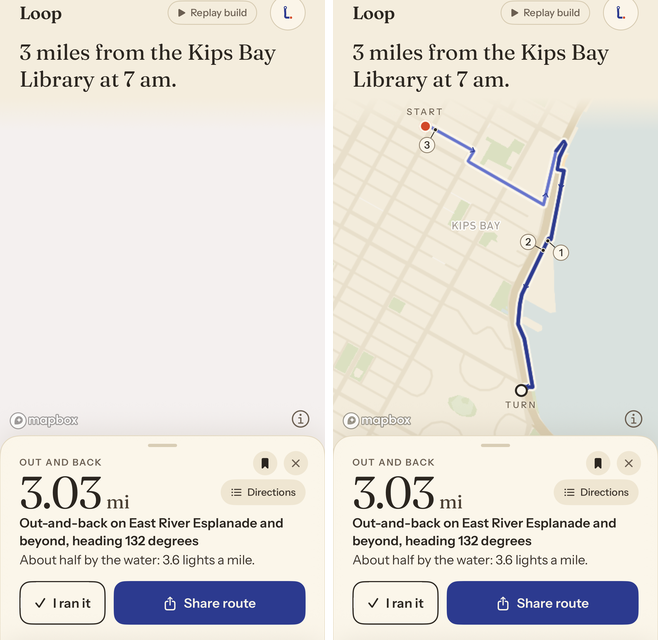 Loop
Replay build
L.
3 miles from the Kips Bay
Library at 7 am.
mapbox
OUT AND BACK
3.03 mi
Directions
Out-and-back on East River Esplanade and
beyond, heading 132 degrees
About half by the water: 3.6 lights a mile.
I ran it
Share route
Loop
Replay build
L.
3 miles from the Kips Bay
Library at 7 am.
START
3
KIPS BAY
2
1
TURN
mapbox
OUT AND BACK
3.03 mi
Directions
Out-and-back on East River Esplanade and
beyond, heading 132 degrees
About half by the water: 3.6 lights a mile.
I ran it
Share route